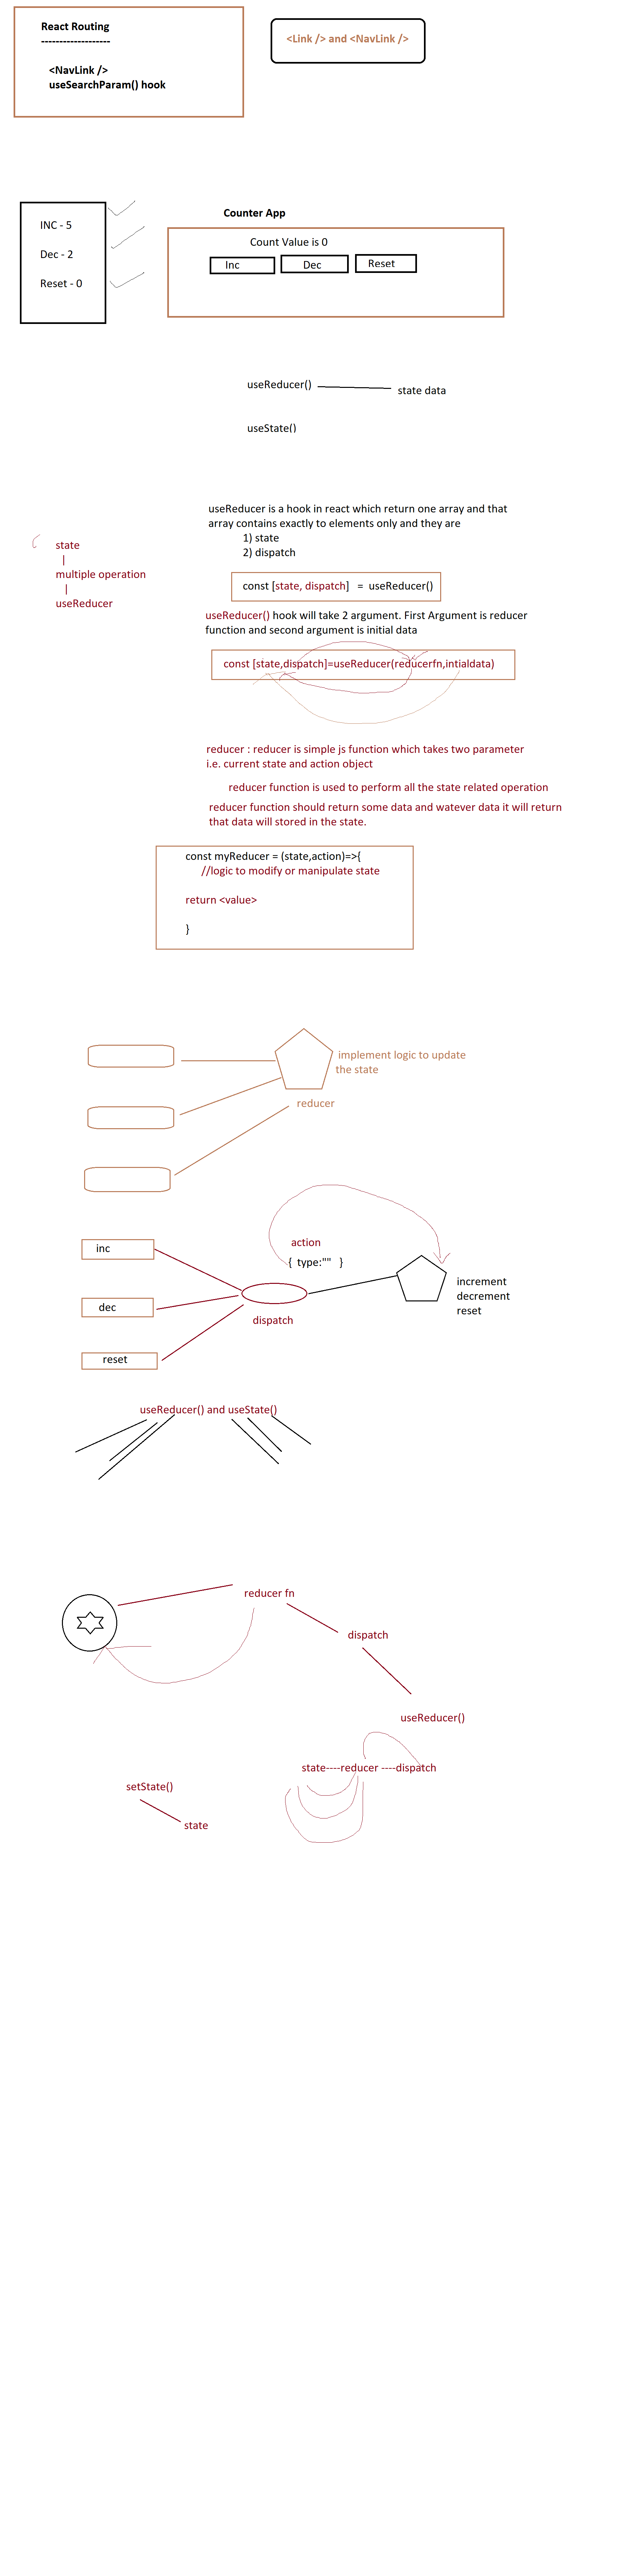 React Routing
-------------------
<NavLink />
useSearchParam() hook
<Link /> and <NavLink />
INC - 5
Dec - 2
Reset - 0
Counter App
Count Value is 0
Inc
Dec
Reset
useReducer()
state data
useState()
useReducer is a hook in react which return one array and that
array contains exactly to elements only and they are
1) state
2) dispatch
state
|
multiple operation
|
useReducer
const [state, dispatch] = useReducer()
useReducer() hook will take 2 argument. First Argument is reducer
function and second argument is initial data
const [state,dispatch]=useReducer(reducerfn,intialdata)
reducer : reducer is simple js function which takes two parameter
i.e. current state and action object
reducer function is used to perform all the state related operation
reducer function should return some data and watever data it will return
that data will stored in the state.
const myReducer = (state,action)=>{
//logic to modify or manipulate state
return <value>
}
implement logic to update
the state
reducer
action
inc
{ type:"" }
increment
decrement
reset
dec
dispatch
reset
useReducer() and useState()
reducer fn
dispatch
useReducer()
state----reducer ----dispatch
setState()
state